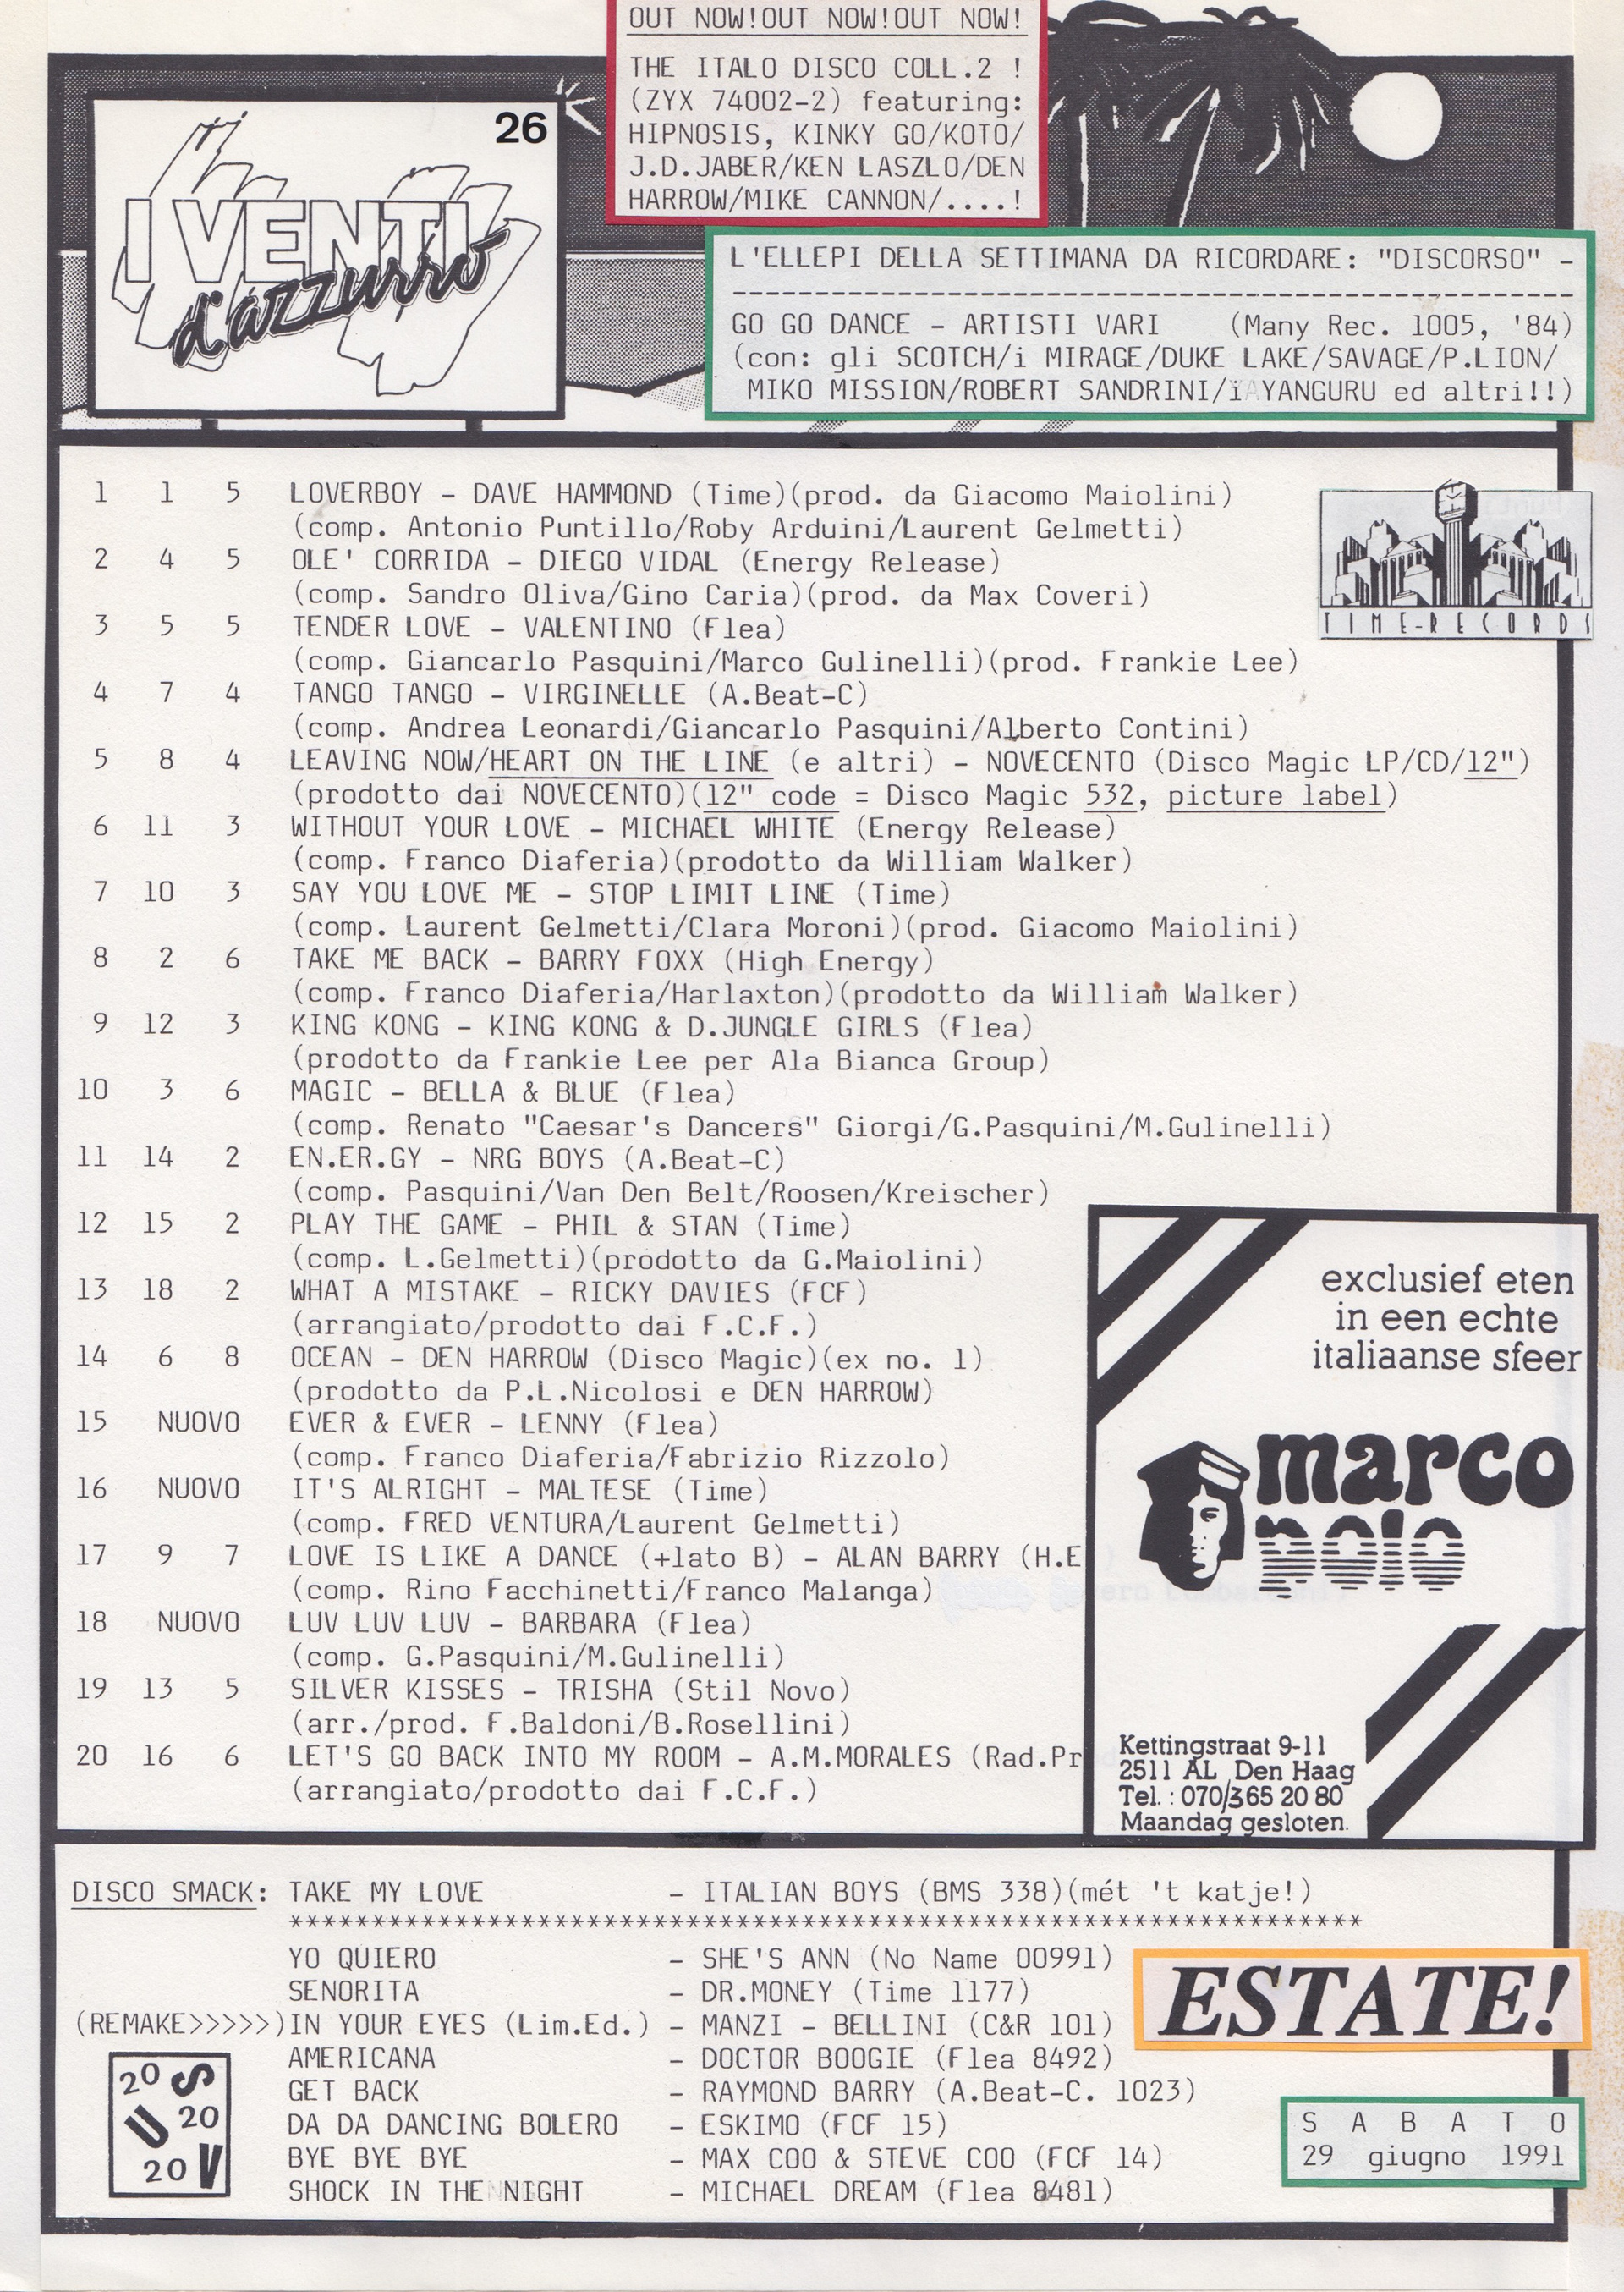 OUT NOW!OUT NOW!OUT NOW!
THE ITALO DISCO COLL.2 !
(ZYX 74002-2) featuring:
HIPNOSIS, KINKY GO/KOTO/
J.D.JABER/KEN LASZLO/DEN
HARROW/MIKE CANNON/....!
26
I VENTI
d'azzurro
L'ELLEPI DELLA SETTIMANA DA RICORDARE: "DISCORSO" -
---------------------------------------------------
GO GO DANCE - ARTISTI VARI (Many Rec. 1005, '84)
(con: gli SCOTCH/i MIRAGE/DUKE LAKE/SAVAGE/P.LION/
MIKO MISSION/ROBERT SANDRINI/i YANGURU ed altri!!)
1 1 5 LOVERBOY - DAVE HAMMOND (Time)(prod. da Giacomo Maiolini)
(comp. Antonio Puntillo/Roby Arduini/Laurent Gelmetti)
2 4 5 OLE' CORRIDA - DIEGO VIDAL (Energy Release)
(comp. Sandro Oliva/Gino Caria)(prod. da Max Coveri)
3 5 5 TENDER LOVE - VALENTINO (Flea)
TIME-RECORDS
(comp. Giancarlo Pasquini/Marco Gulinelli)(prod. Frankie Lee)
4 7 4 TANGO TANGO - VIRGINELLE (A.Beat-C)
(comp. Andrea Leonardi/Giancarlo Pasquini/Alberto Contini)
5 8 4 LEAVING NOW/HEART ON THE LINE (e altri) - NOVECENTO (Disco Magic LP/CD/12")
(prodotto dai NOVECENTO)(12" code = Disco Magic 532, picture label)
6 11 3 WITHOUT YOUR LOVE - MICHAEL WHITE (Energy Release)
(comp. Franco Diaferia)(prodotto da William Walker)
7 10 3 SAY YOU LOVE ME - STOP LIMIT LINE (Time)
(comp. Laurent Gelmetti/Clara Moroni)(prod. Giacomo Maiolini)
8 2 6 TAKE ME BACK - BARRY FOXX (High Energy)
(comp. Franco Diaferia/Harlaxton)(prodotto da William Walker)
9 12 3 KING KONG - KING KONG & D.JUNGLE GIRLS (Flea)
(prodotto da Frankie Lee per Ala Bianca Group)
10 3 6 MAGIC - BELLA & BLUE (Flea)
(comp. Renato "Caesar's Dancers" Giorgi/G.Pasquini/M.Gulinelli)
11 14 2 EN.ER.GY - NRG BOYS (A.Beat-C)
(comp. Pasquini/Van Den Belt/Roosen/Kreischer)
12 15 2 PLAY THE GAME - PHIL & STAN (Time)
(comp. L.Gelmetti)(prodotto da G.Maiolini)
13 18 2 WHAT A MISTAKE - RICKY DAVIES (FCF)
(arrangiato/prodotto dai F.C.F.)
14 6 8 OCEAN - DEN HARROW (Disco Magic)(ex no. 1)
(prodotto da P.L.Nicolosi e DEN HARROW)
15 NUOVO EVER & EVER - LENNY (Flea)
(comp. Franco Diaferia/Fabrizio Rizzolo)
16 NUOVO IT'S ALRIGHT - MALTESE (Time)
(comp. FRED VENTURA/Laurent Gelmetti)
17 9 7 LOVE IS LIKE A DANCE (+lato B) - ALAN BARRY (H.E
(comp. Rino Facchinetti/Franco Malanga)
18 NUOVO LUV LUV LUV - BARBARA (Flea)
(comp. G.Pasquini/M.Gulinelli)
19 13 5 SILVER KISSES - TRISHA (Stil Novo)
(arr./prod. F.Baldoni/B.Rosellini)
20 16 6 LET'S GO BACK INTO MY ROOM - A.M.MORALES (Rad.Pr
(arrangiato/prodotto dai F.C.F.)
exclusief eten
in een echte
italiaanse sfeer
marco
polo
Kettingstraat 9-11
2511 AL Den Haag
Tel. : 070/365 20 80
Maandag gesloten.
DISCO SMACK: TAKE MY LOVE - ITALIAN BOYS (BMS 338)(mét 't katje!)
*****************************************************************
YO QUIERO - SHE'S ANN (No Name 00991)
SENORITA - DR.MONEY (Time 1177)
(REMAKE>>>>>)IN YOUR EYES (Lim.Ed.) - MANZI - BELLINI (C&R 101)
AMERICANA - DOCTOR BOOGIE (Flea 8492)
GET BACK - RAYMOND BARRY (A.Beat-C. 1023)
DA DA DANCING BOLERO - ESKIMO (FCF 15)
BYE BYE BYE - MAX COO & STEVE COO (FCF 14)
SHOCK IN THE NIGHT - MICHAEL DREAM (Flea 8481)
ESTATE!
20 S
U 20
20 V
S A B A T O
29 giugno 1991